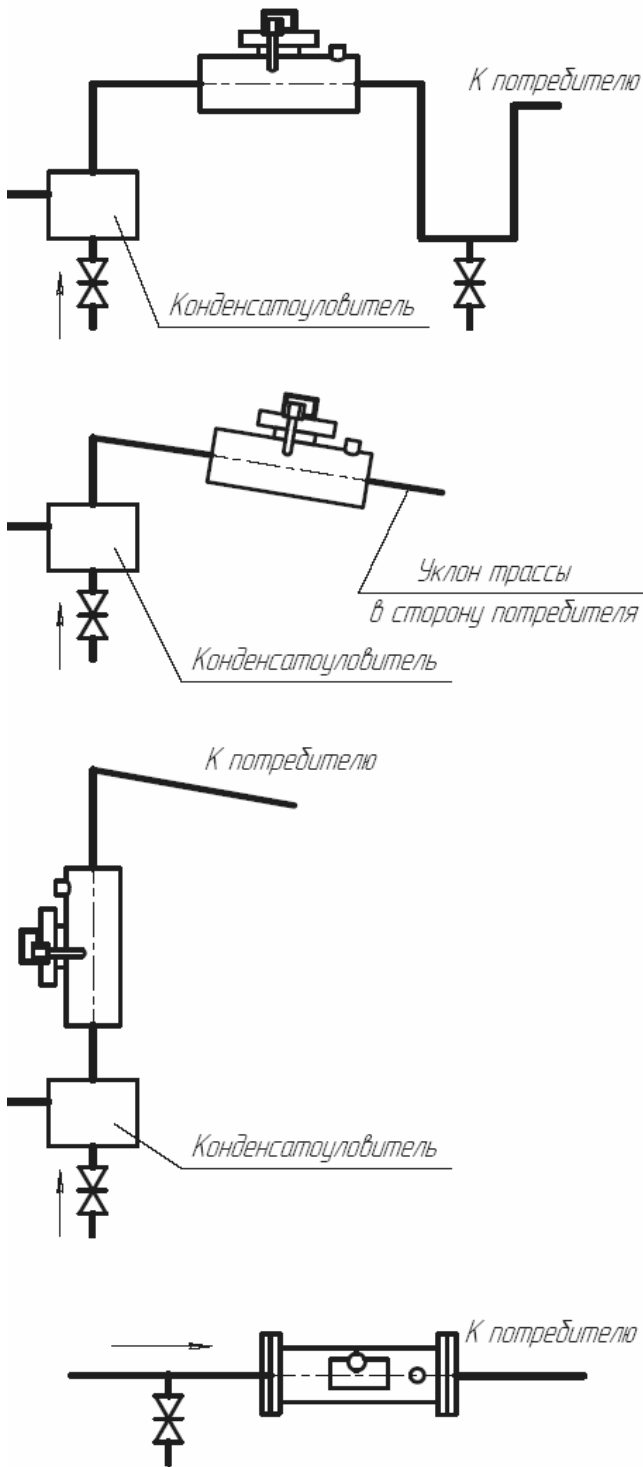 К потребителю
Конденсатоуловитель
Уклон трассы
в сторону потребителя
Конденсатоуловитель
К потребителю
Конденсатоуловитель
К потребителю